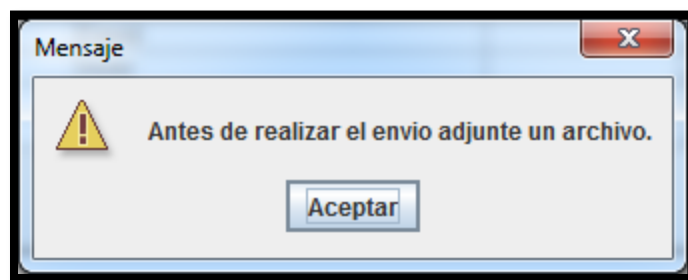 Mensaje
Antes de realizar el envio adjunte un archivo.
Aceptar